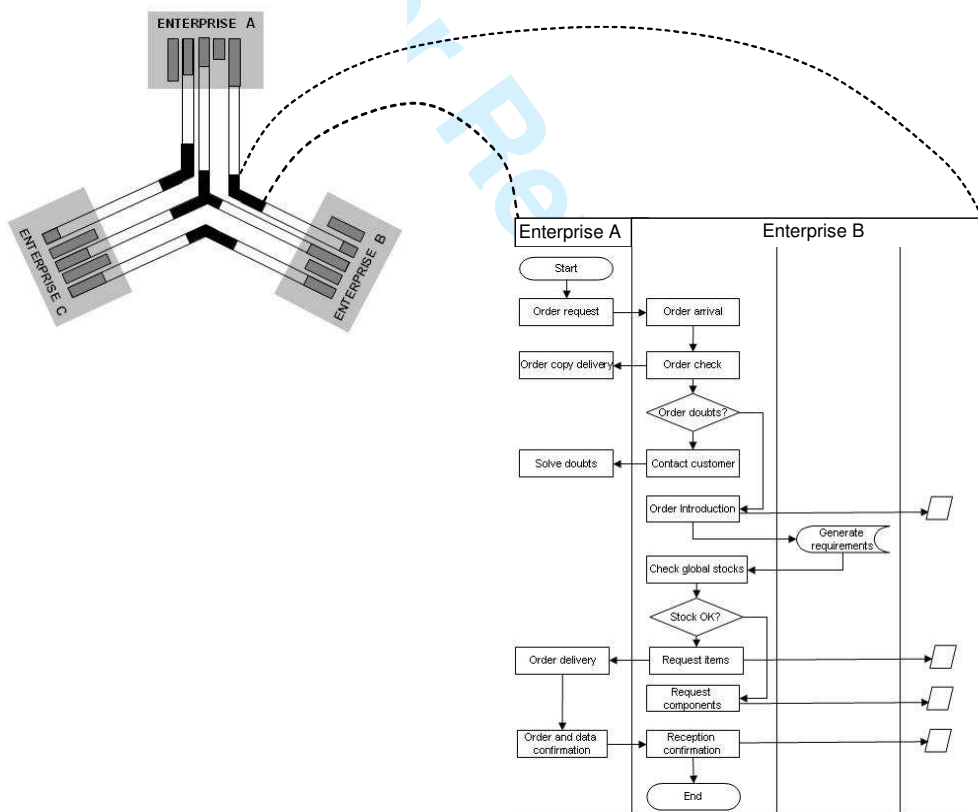 ENTERPRISE A
or Re
ENTERPRISE B
ENTERPRISE C
Enterprise A
Enterprise B
Start
Order request
Order arrival
Order copy delivery
Order check
Order doubts?
Solve doubts
Contact customer
Order Introduction
Generate
requirements
Check global stocks
Stock OK?
Order delivery
Request items
Request
components
Order and data
confirmation
Reception
confirmation
End